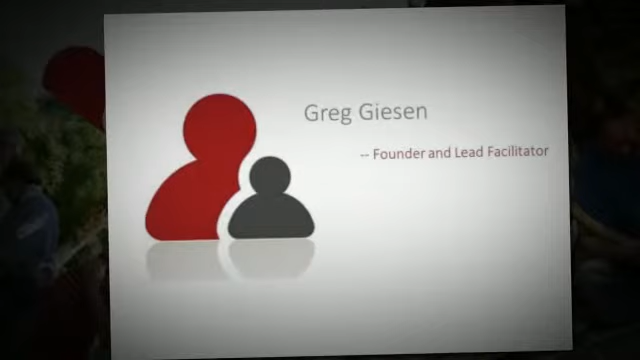 Greg Giesen
-- Founder and Lead Facilitator